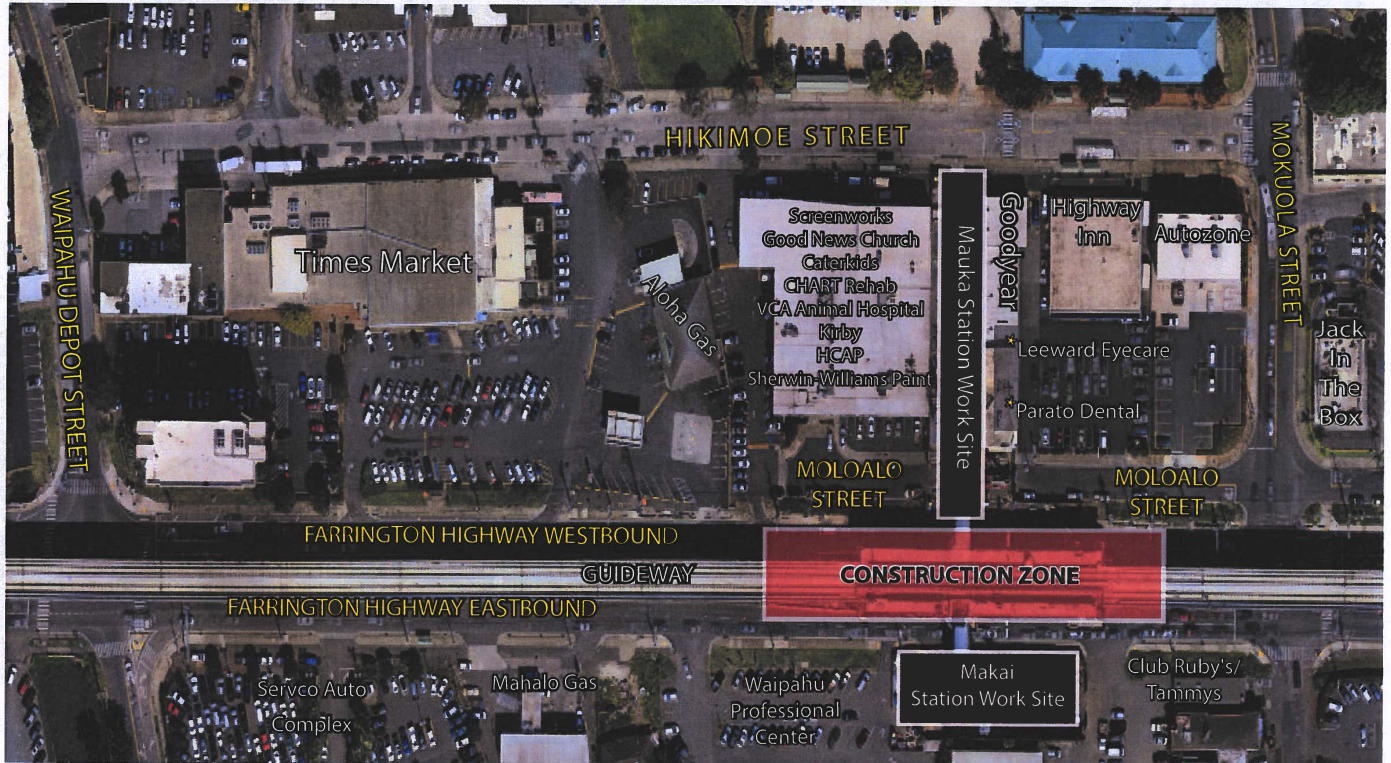 HIKIMOE STREET
WAIPAHU DEPOT STREET
MOKUOLA STREET
Times Market
Aloha Gas
Screenworks
Good News Church
Caterkids
CHART Rehab
VCA Animal Hospital
Kirby
HCAP
Sherwin-Williams Paint
Mauka Station Work Site
Goodyear
Highway
Inn
Autozone
Leeward Eyecare
Parato Dental
Jack
In
The
Box
MOLOALO
STREET
MOLOALO
STREET
FARRINGTON HIGHWAY WESTBOUND
GUIDEWAY
CONSTRUCTION ZONE
FARRINGTON HIGHWAY EASTBOUND
Servco Auto
Complex
Mahalo Gas
Waipahu
Professional
Center
Makai
Station Work Site
Club Ruby's/
Tammys